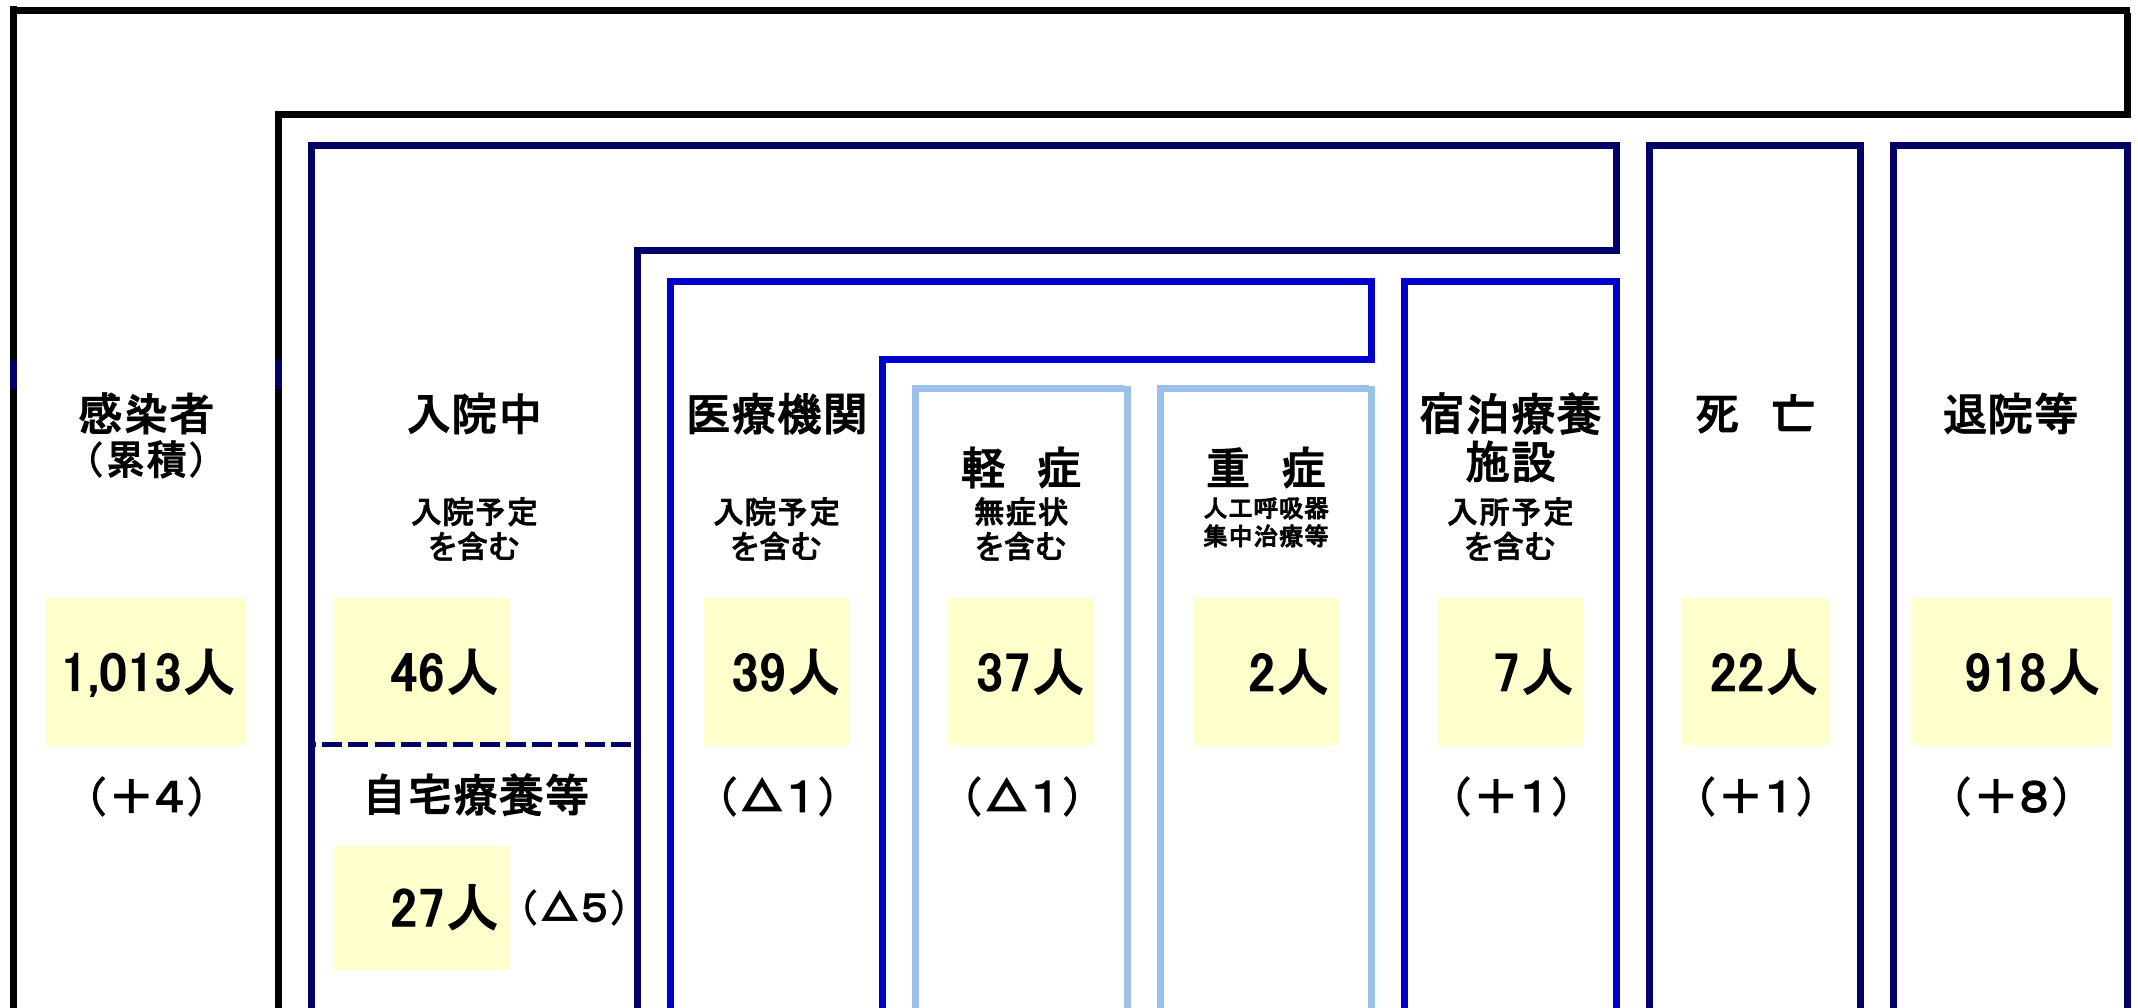 感染者
（累積）
1,013人
（＋4）
入院中
入院予定
を含む
46人
自宅療養等
27人（△5）
医療機関
入院予定
を含む
39人
（△1）
軽　症
無症状
を含む
37人
（△1）
重　症
人工呼吸器
集中治療等
2人
宿泊療養
施設
入所予定
を含む
7人
（＋1）
死　亡
22人
（＋1）
退院等
918人
（＋8）